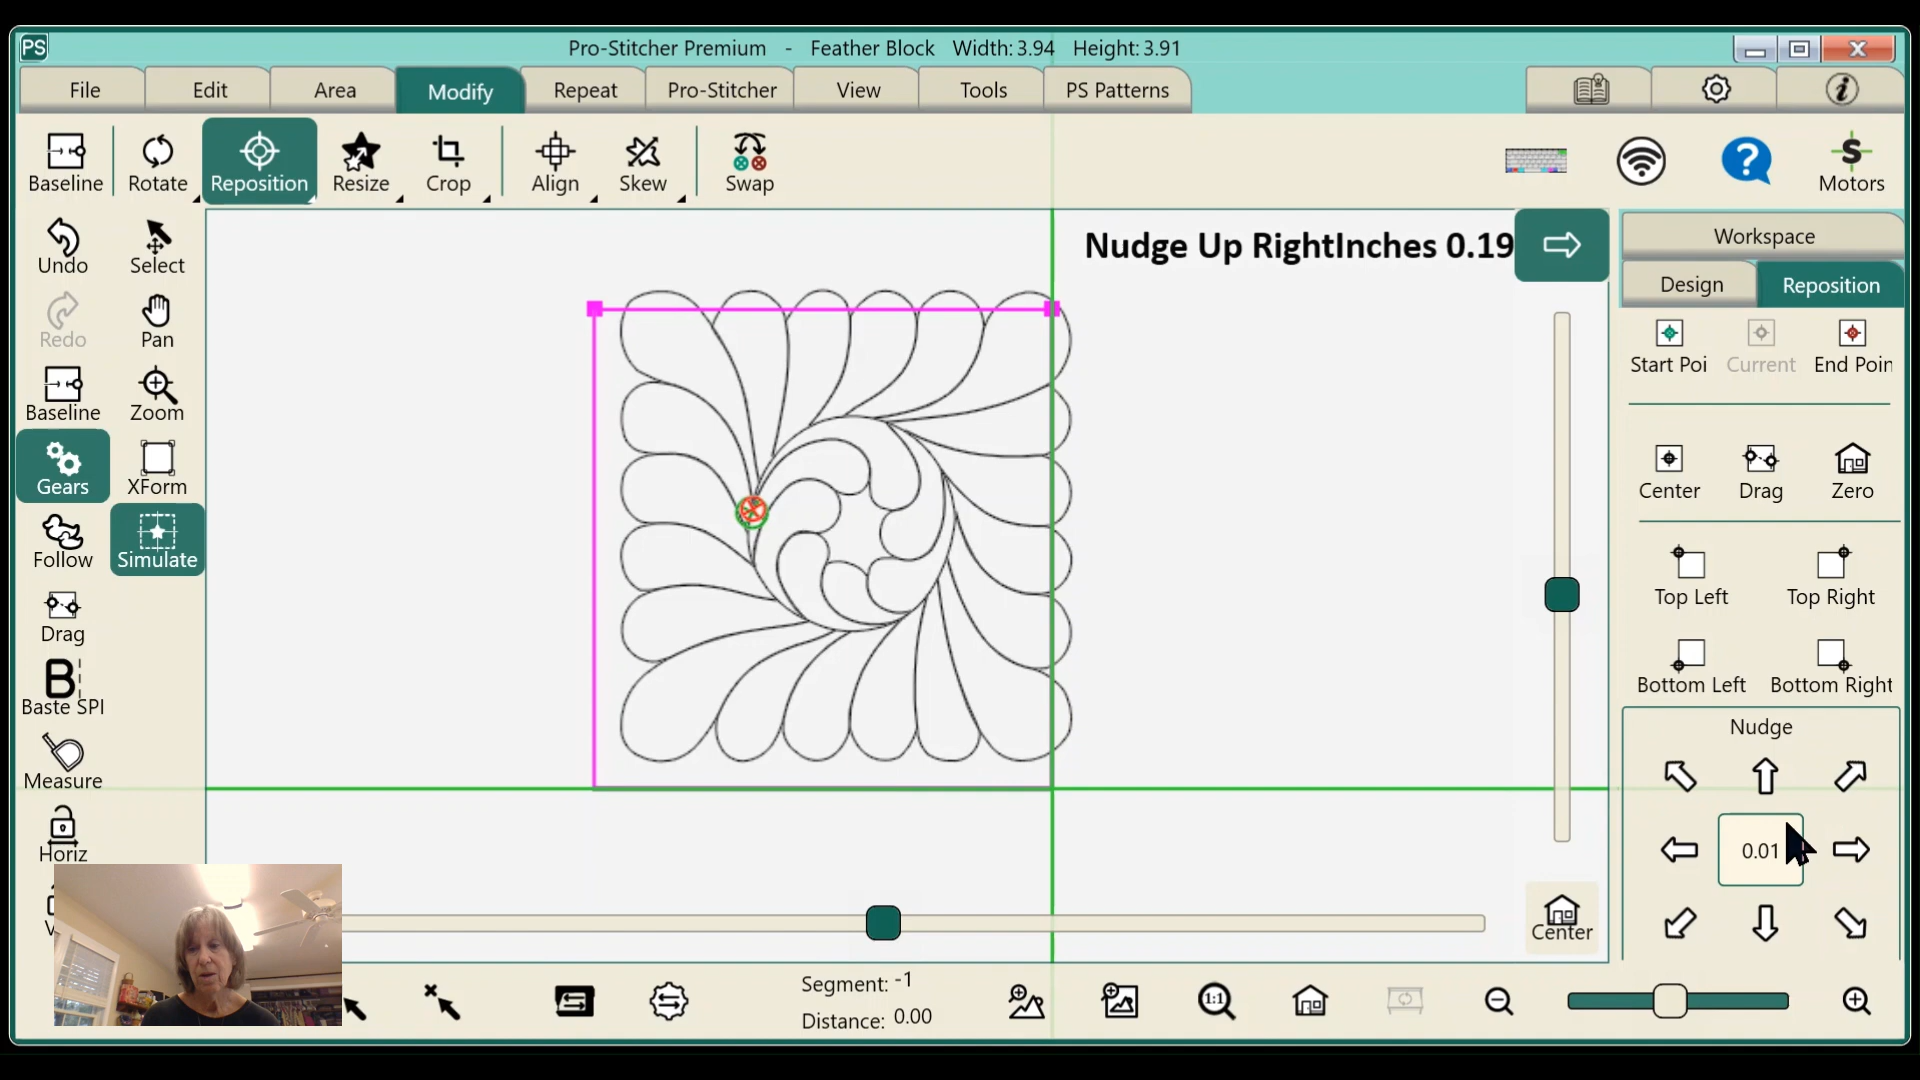 PS
Pro-Stitcher Premium - Feather Block Width: 3.94 Height: 3.91
File Edit Area Modify Repeat Pro-Stitcher View Tools PS Patterns
Baseline Rotate Reposition Resize Crop Align Skew Swap Motors
Undo Select
Redo Pan
Baseline Zoom
Gears XForm
Follow Simulate
Drag
Baste SPI
Measure
Horiz
Nudge Up RightInches 0.19
Center
Workspace
Design Reposition
Start Poi Current End Poin
Center Drag Zero
Top Left Top Right
Bottom Left Bottom Right
Nudge
0.01
Segment: -1
Distance: 0.00
1:1